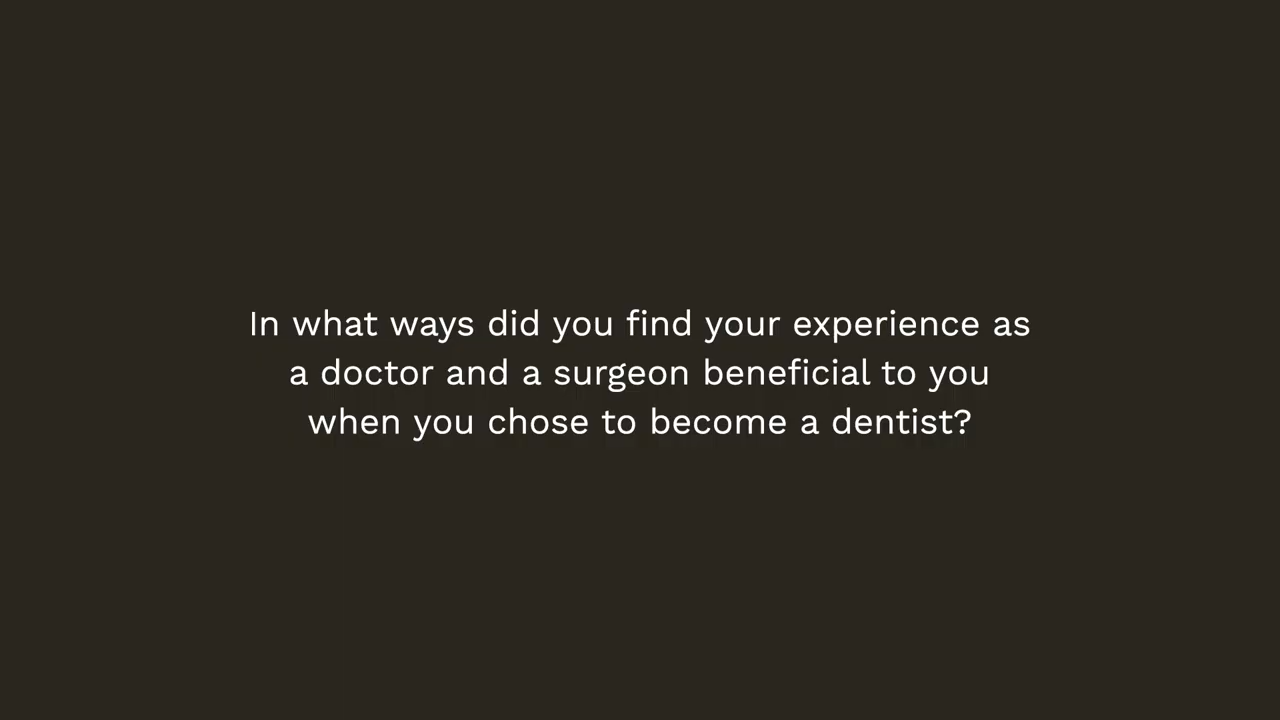 In what ways did you find your experience as
a doctor and a surgeon beneficial to you
when you chose to become a dentist?